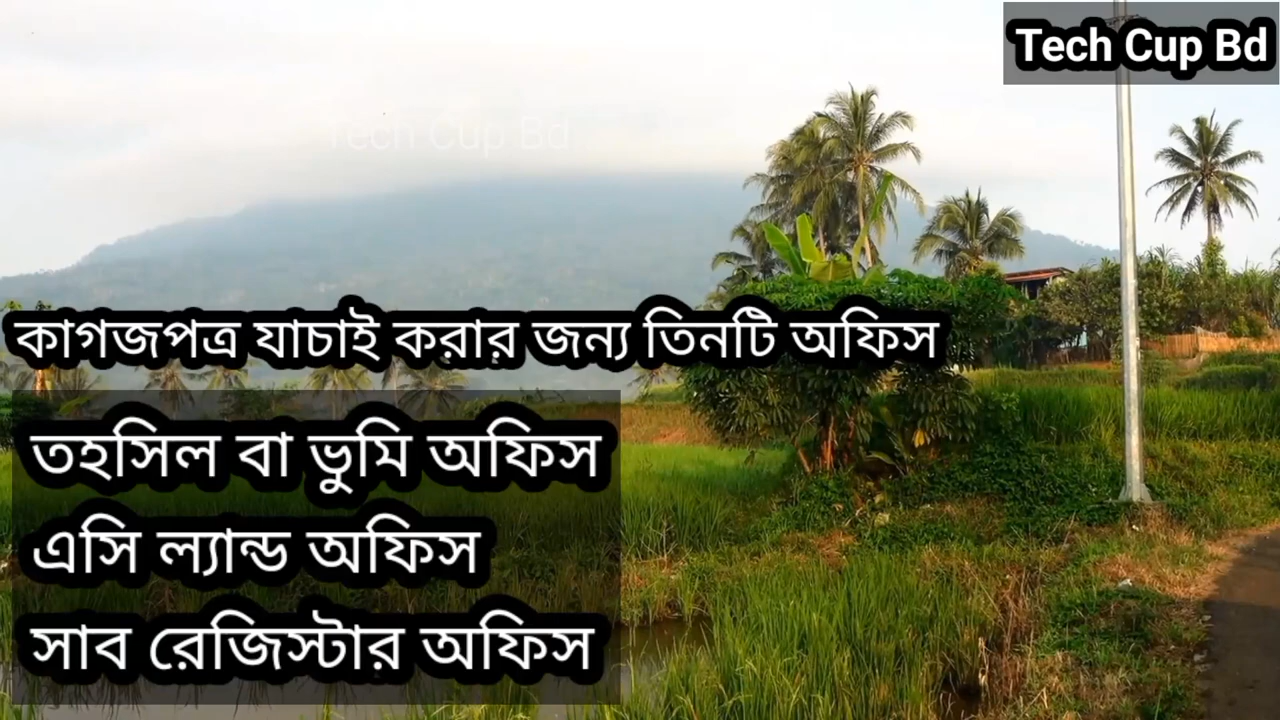 Tech Cup Bd
Tech Cup Bd
কাগজপত্র যাচাই করার জন্য তিনটি অফিস
তহসিল বা ভুমি অফিস
এসি ল্যান্ড অফিস
সাব রেজিস্টার অফিস